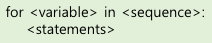 for <variable> in <sequence>:
    <statements>